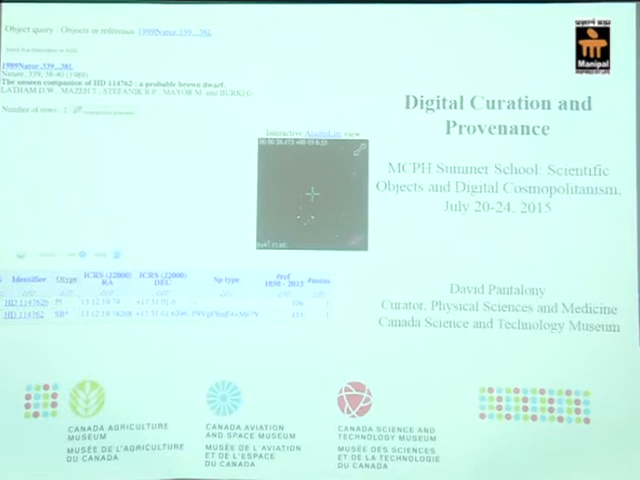 Object query : Objects in reference 1989Natur.339...38L
1989Natur.339...38L
Nature, 339, 38-40 (1989)
The unseen companion of HD 114762 : a probable brown dwarf.
LATHAM D.W., MAZEH T., STEFANIK R.P., MAYOR M. and BURKI G.
Number of rows : 2
Interactive AladinLite view
Identifier Otype ICRS (J2000) RA ICRS (J2000) DEC Sp type #ref 1850 - 2015 #notes
HD 114762b Pl
HD 114762 SB*
Manipal
INSPIRED BY LIFE
Digital Curation and
Provenance
MCPH Summer School: Scientific
Objects and Digital Cosmopolitanism,
July 20-24, 2015
David Pantalony
Curator, Physical Sciences and Medicine
Canada Science and Technology Museum
CANADA AGRICULTURE
MUSEUM
MUSÉE DE L'AGRICULTURE
DU CANADA
CANADA AVIATION
AND SPACE MUSEUM
MUSÉE DE L'AVIATION
ET DE L'ESPACE
DU CANADA
CANADA SCIENCE AND
TECHNOLOGY MUSEUM
MUSÉE DES SCIENCES
ET DE LA TECHNOLOGIE
DU CANADA